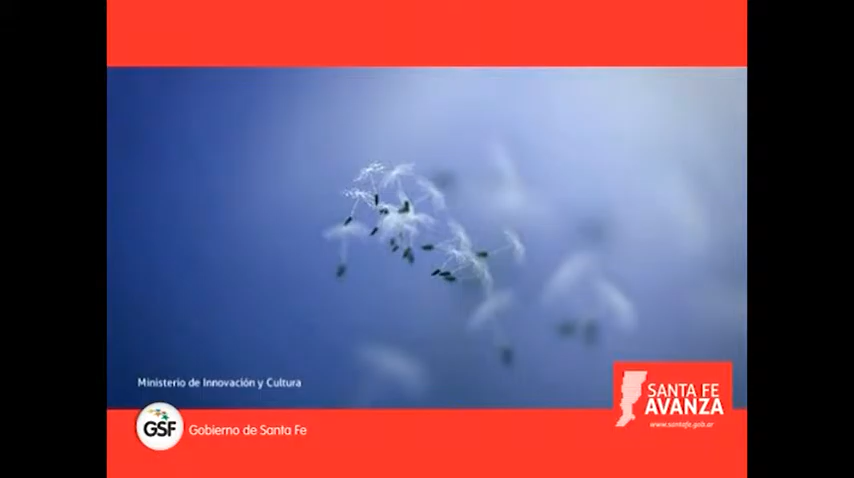 Ministerio de Innovación y Cultura
GSF
Gobierno de Santa Fe
SANTA FE
AVANZA
www.santafe.gob.ar